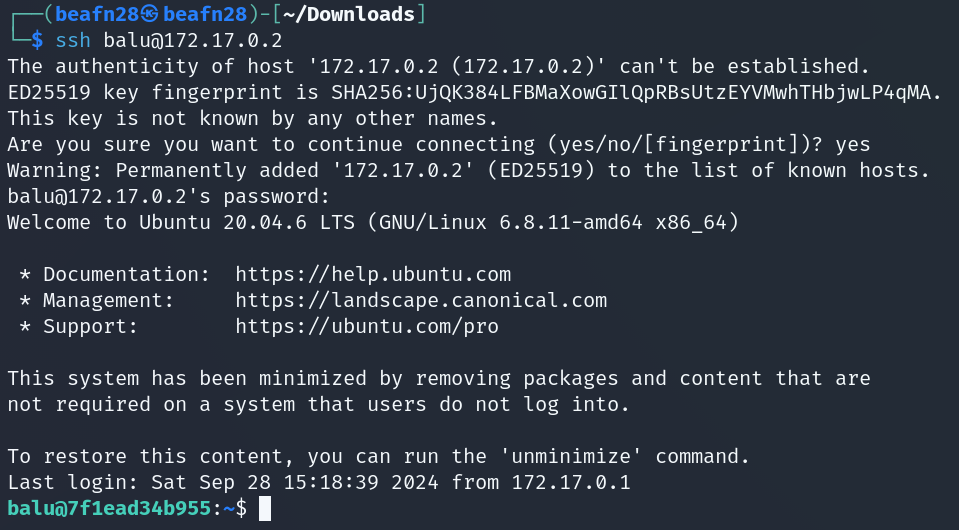 ┌──(beafn28㉿beafn28)-[~/Downloads]
└─$ ssh balu@172.17.0.2
The authenticity of host '172.17.0.2 (172.17.0.2)' can't be established.
ED25519 key fingerprint is SHA256:UjQK384LFBMaXowGIlQpRBsUtzEYVMwhTHbjwLP4qMA.
This key is not known by any other names.
Are you sure you want to continue connecting (yes/no/[fingerprint])? yes
Warning: Permanently added '172.17.0.2' (ED25519) to the list of known hosts.
balu@172.17.0.2's password:
Welcome to Ubuntu 20.04.6 LTS (GNU/Linux 6.8.11-amd64 x86_64)

 * Documentation:  https://help.ubuntu.com
 * Management:     https://landscape.canonical.com
 * Support:        https://ubuntu.com/pro

This system has been minimized by removing packages and content that are
not required on a system that users do not log into.

To restore this content, you can run the 'unminimize' command.
Last login: Sat Sep 28 15:18:39 2024 from 172.17.0.1
balu@7f1ead34b955:~$